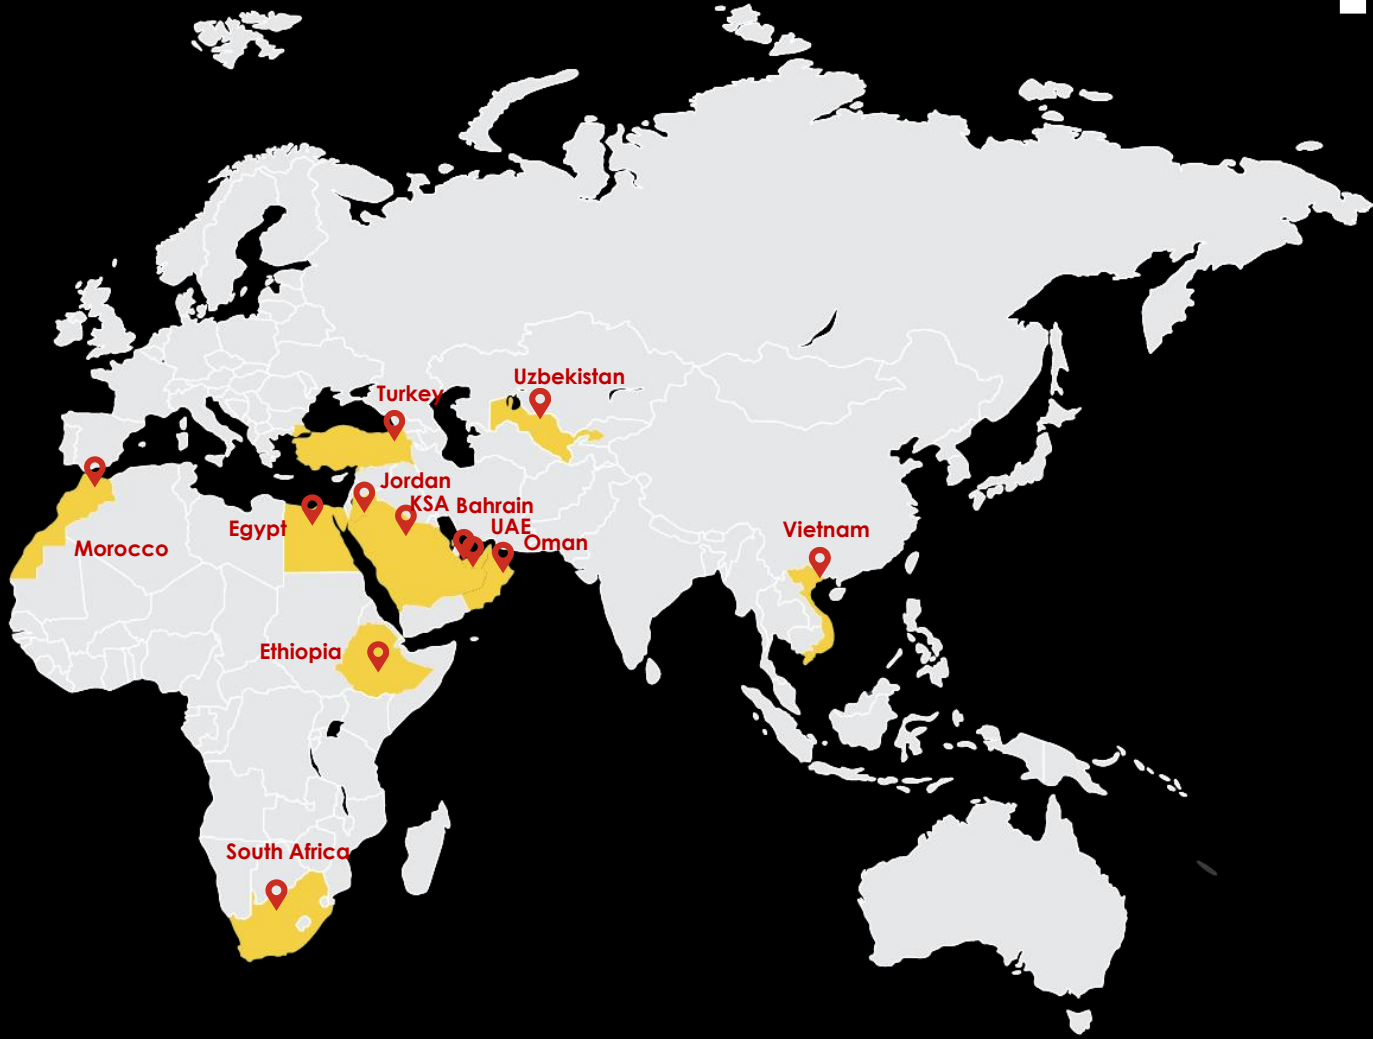 Uzbekistan
Turkey
Jordan
KSA
Bahrain
UAE
Oman
Egypt
Morocco
Vietnam
Ethiopia
South Africa